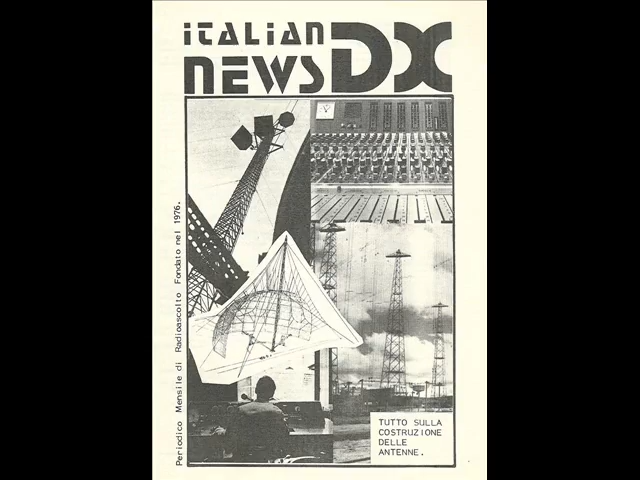 iTALiAN
NEWS DX
Periodico Mensile di Radioascolto Fondato nel 1976.
TUTTO SULLA
COSTRUZIONE
DELLE
ANTENNE.